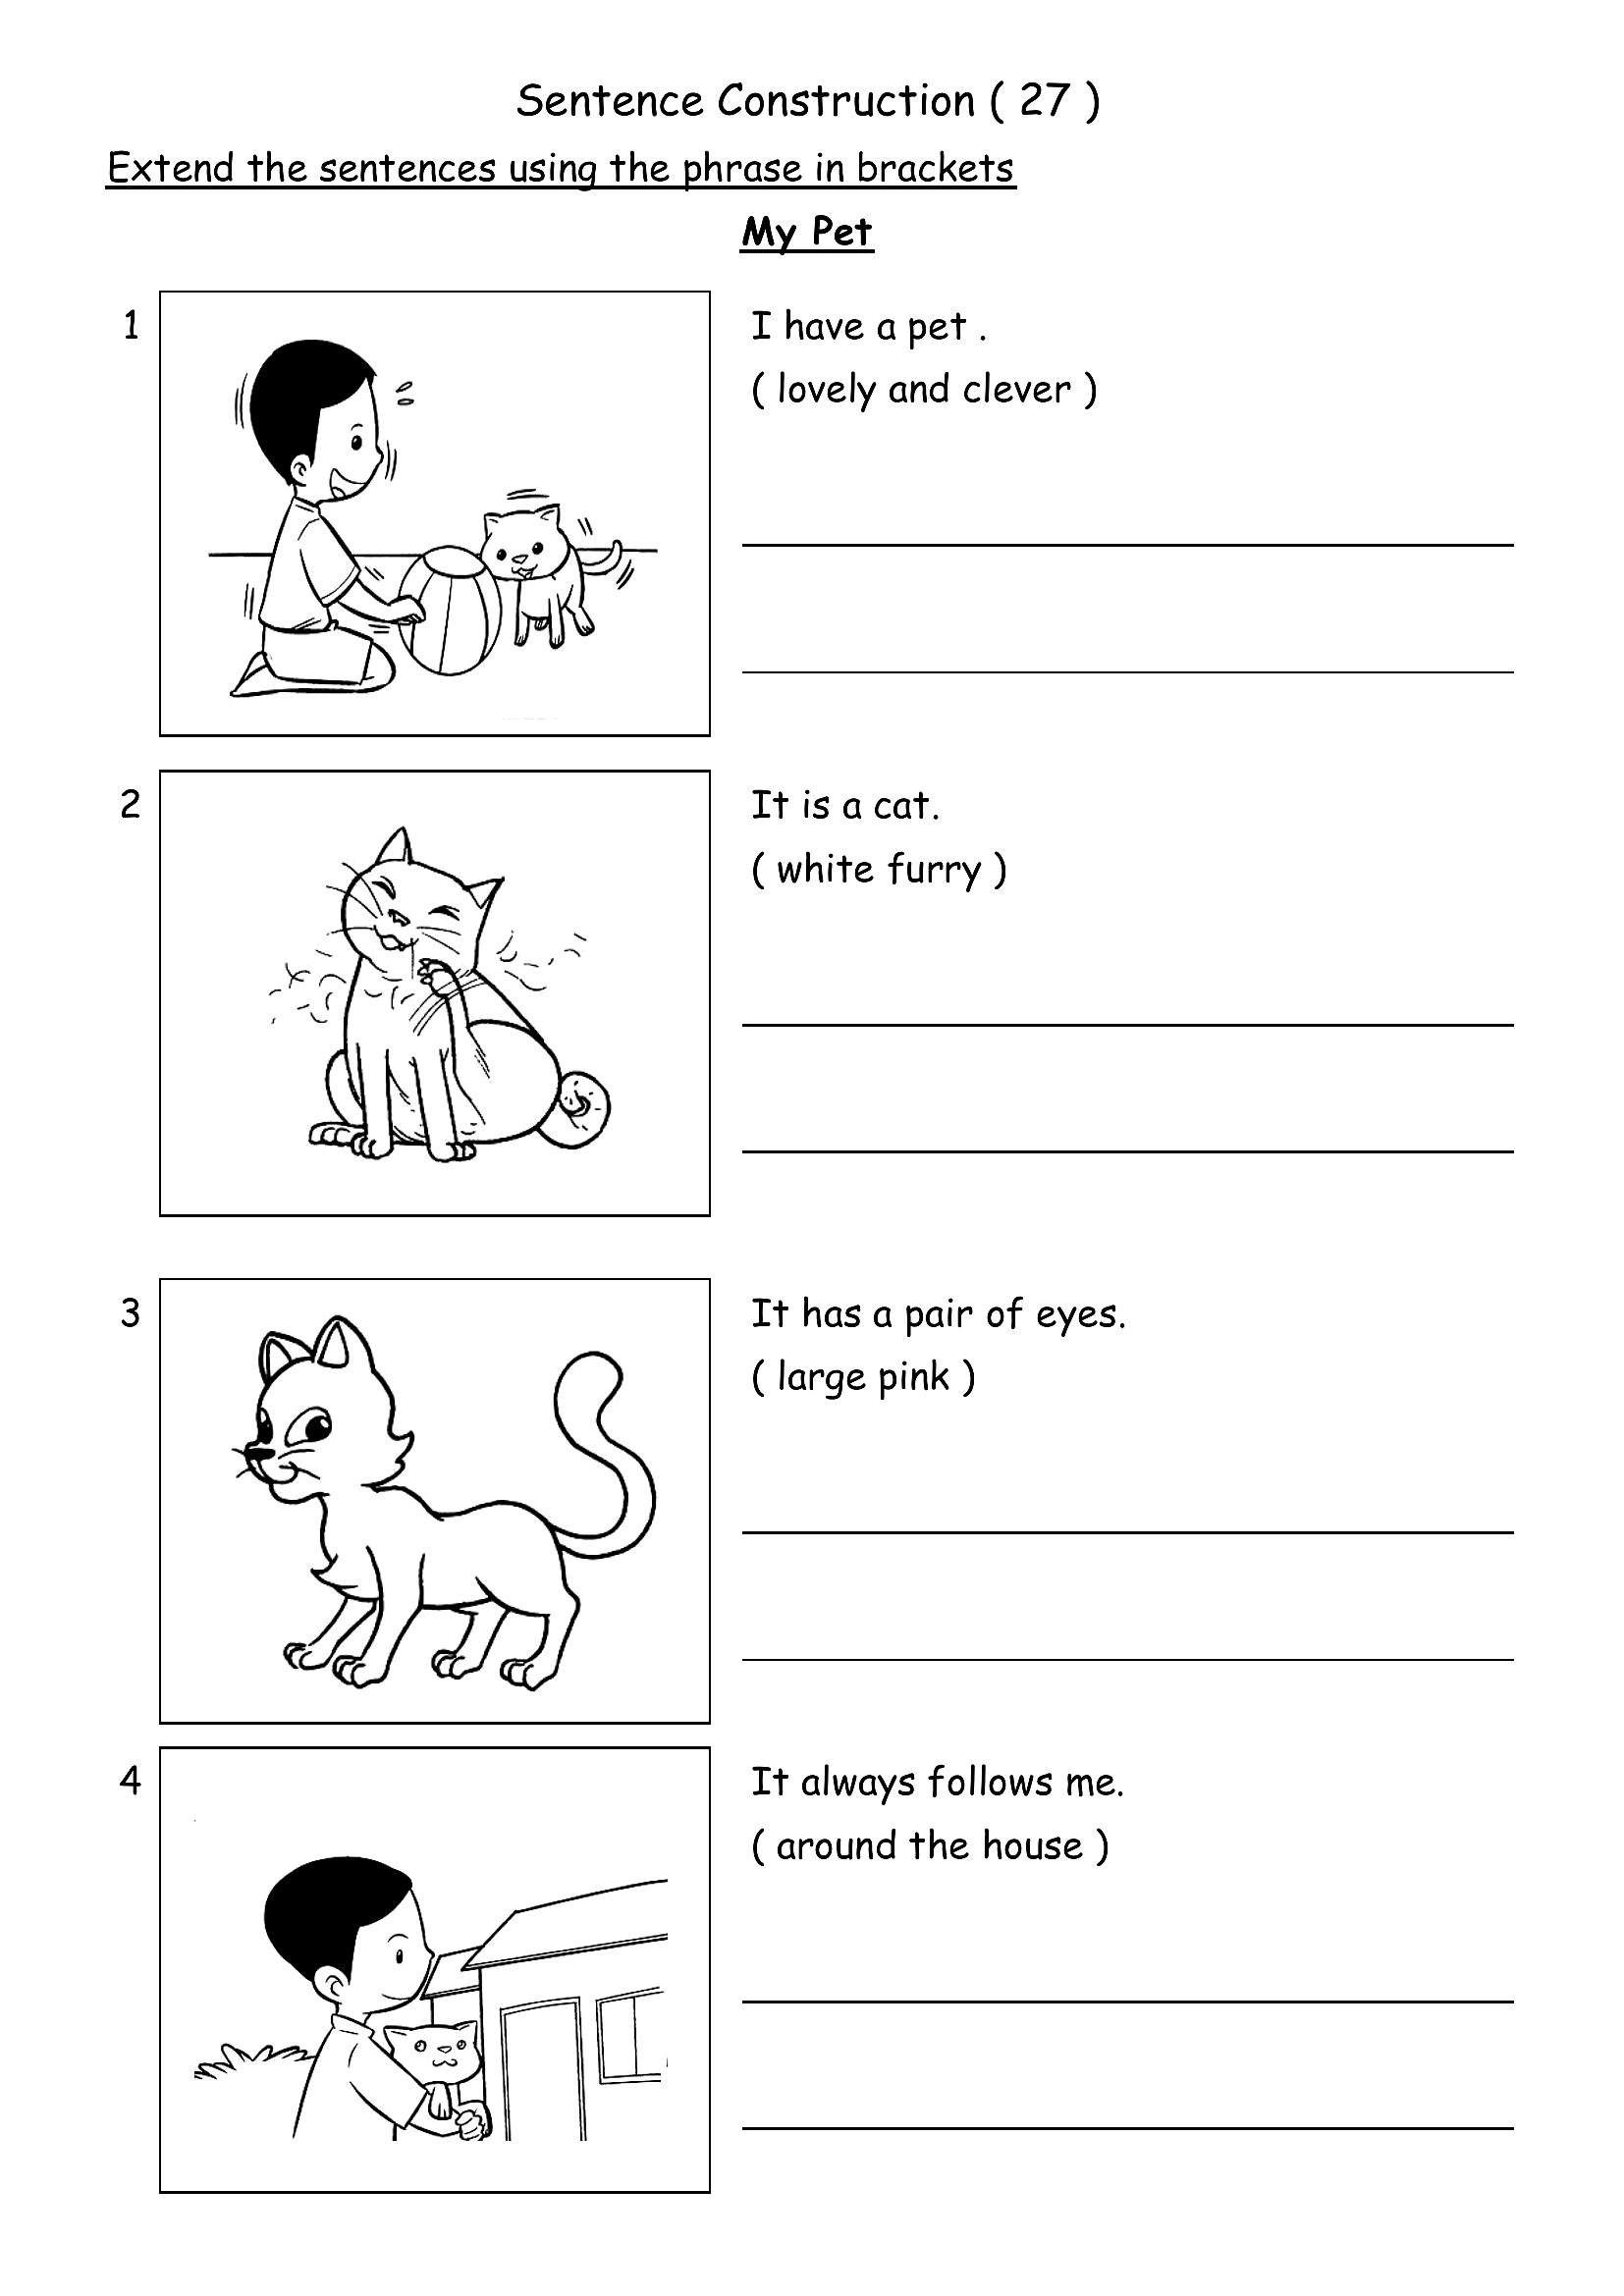 Sentence Construction ( 27 )
Extend the sentences using the phrase in brackets
My Pet
1
I have a pet .
( lovely and clever )
2
It is a cat.
( white furry )
3
It has a pair of eyes.
( large pink )
4
It always follows me.
( around the house )